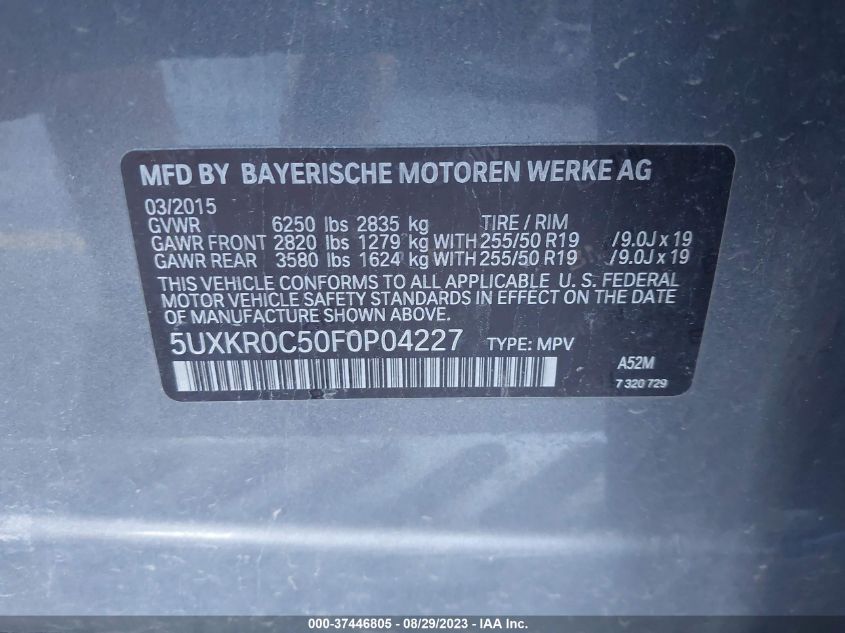 MFD BY BAYERISCHE MOTOREN WERKE AG
03/2015
GVWR 6250 lbs 2835 kg TIRE / RIM
GAWR FRONT 2820 lbs 1279 kg WITH 255/50 R19 /9.0J x 19
GAWR REAR 3580 lbs 1624 kg WITH 255/50 R19 /9.0J x 19
THIS VEHICLE CONFORMS TO ALL APPLICABLE U. S. FEDERAL
MOTOR VEHICLE SAFETY STANDARDS IN EFFECT ON THE DATE
OF MANUFACTURE SHOWN ABOVE.
5UXKR0C50F0P04227 TYPE: MPV
A52M
7 320 729
000-37446805 - 08/29/2023 - IAA Inc.